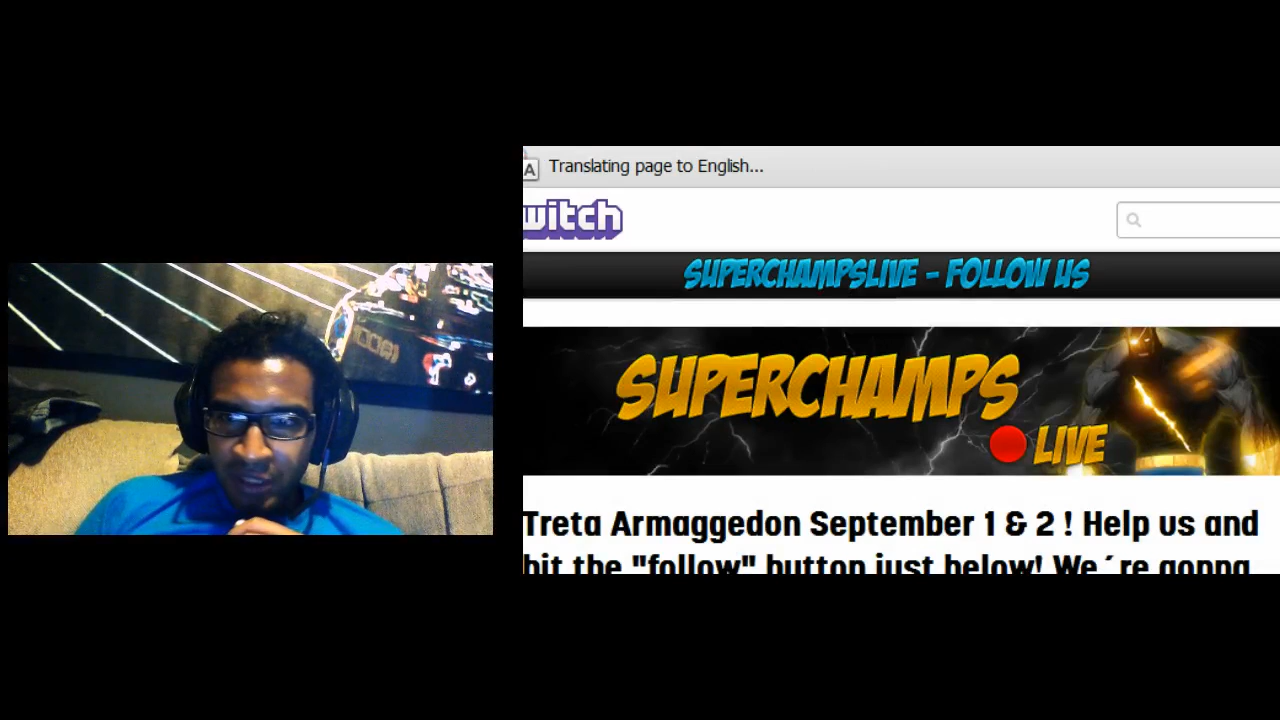 Translating page to English...
witch
SUPERCHAMPSLIVE - FOLLOW US
SUPERCHAMPS
LIVE
Treta Armaggedon September 1 & 2 ! Help us and
hit the "follow" button just below! We´re gonna